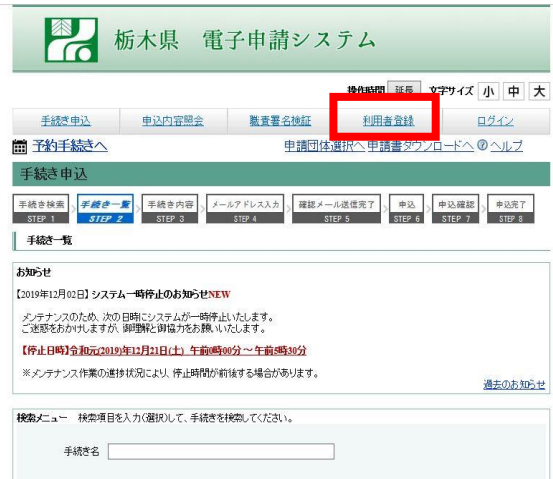 栃木県 電子申請システム
操作時間 延長 文字サイズ 小 中 大
手続き申込 申込内容照会 職責署名検証 利用者登録 ログイン
予約手続きへ 申請団体選択へ 申請書ダウンロードへ ? ヘルプ
手続き申込
手続き検索 手続き一覧 手続き内容 メールアドレス入力 確認メール送信完了 申込 申込確認 申込完了
STEP 1 STEP 2 STEP 3 STEP 4 STEP 5 STEP 6 STEP 7 STEP 8
手続き一覧
お知らせ
【2019年12月02日】システム一時停止のお知らせNEW
メンテナンスのため、次の日時にシステムが一時停止いたします。
ご迷惑をおかけしますが、御理解と御協力をお願いいたします。
【停止日時】令和元(2019)年12月21日(土) 午前0時00分～午前5時30分
※メンテナンス作業の進捗状況により、停止時間が前後する場合があります。
過去のお知らせ
検索メニュー 検索項目を入力(選択)して、手続きを検索してください。
手続き名